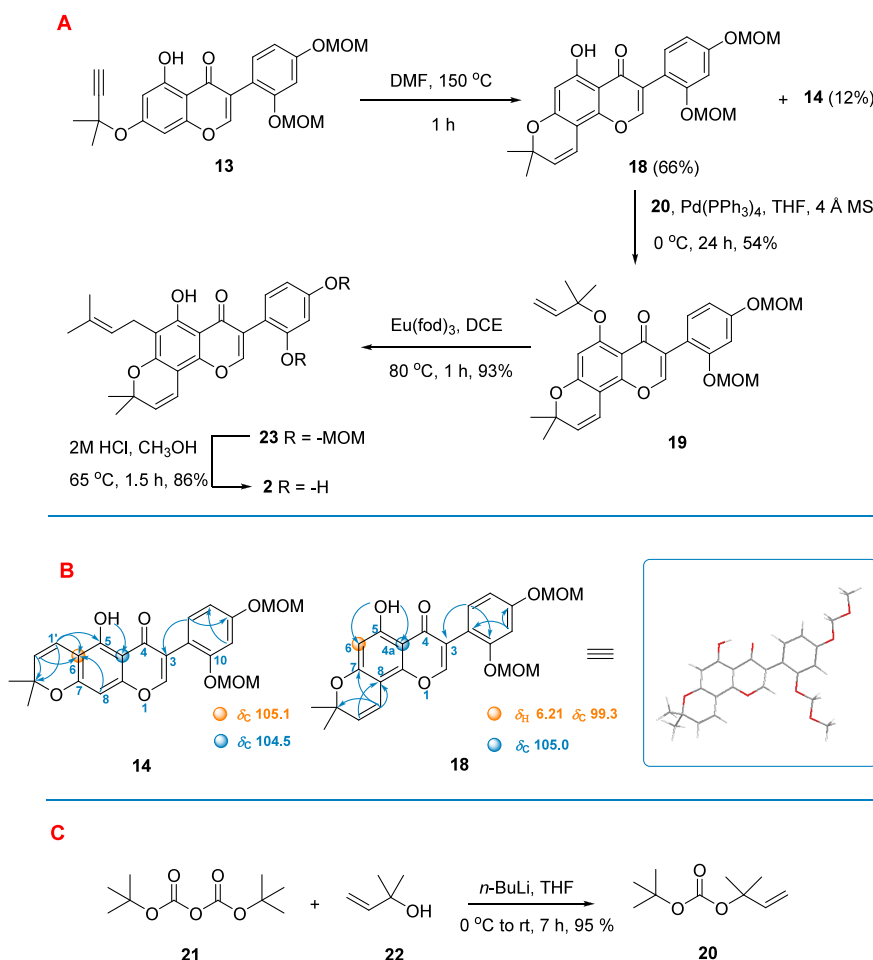 A
OH
O
OMOM
O
O
OMOM
13
DMF, 150 °C
1 h
OH
O
OMOM
O
O
OMOM
18 (66%)
+ 14 (12%)
20, Pd(PPh3)4, THF, 4 Å MS
0 °C, 24 h, 54%
OH
O
OR
O
O
OR
Eu(fod)3, DCE
80 °C, 1 h, 93%
O
O
OMOM
O
O
OMOM
19
2M HCl, CH3OH
65 °C, 1.5 h, 86%
23 R = -MOM
2 R = -H
B
OH
O
OMOM
1'
5
4
3
10
6
7
8
O
O
1
OMOM
δC 105.1
δC 104.5
14
OH
O
OMOM
5
4
6
4a
3
7
8
O
O
1
OMOM
δH 6.21 δC 99.3
δC 105.0
18
C
O
O
O
O
O
21
+
OH
22
n-BuLi, THF
0 °C to rt, 7 h, 95 %
O
O
O
20